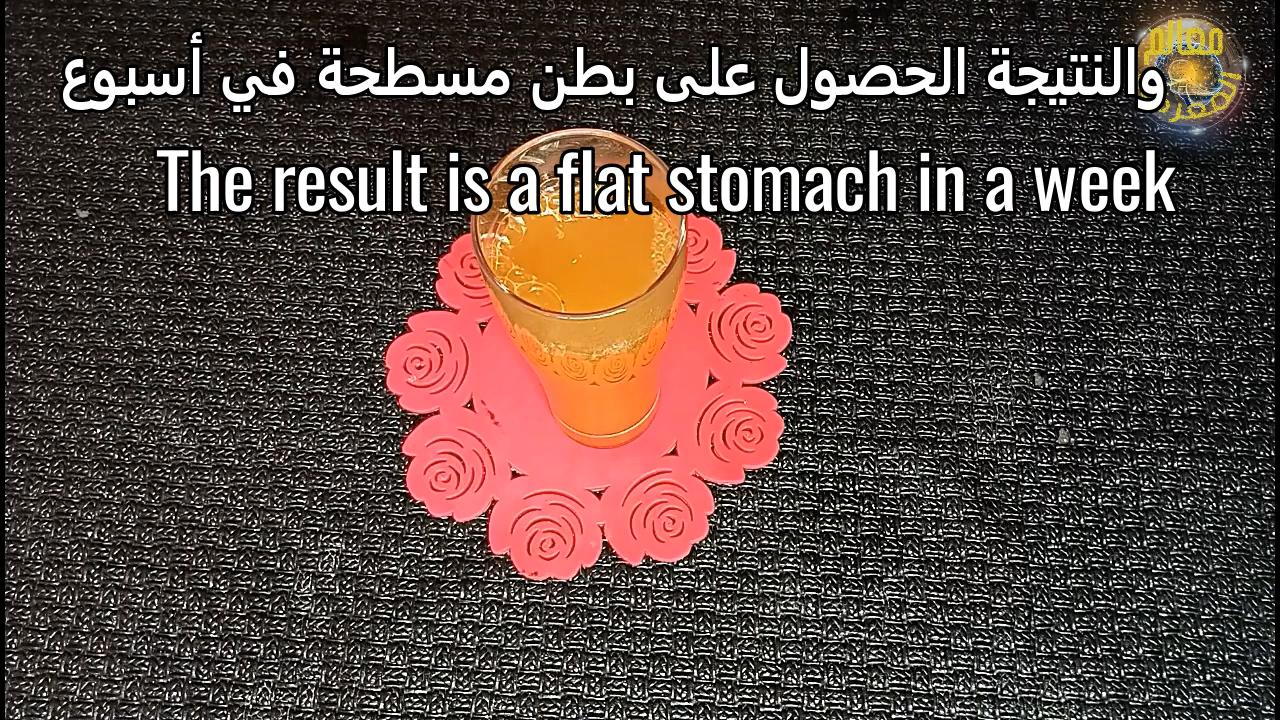 والنتيجة الحصول على بطن مسطحة في أسبوع
The result is a flat stomach in a week